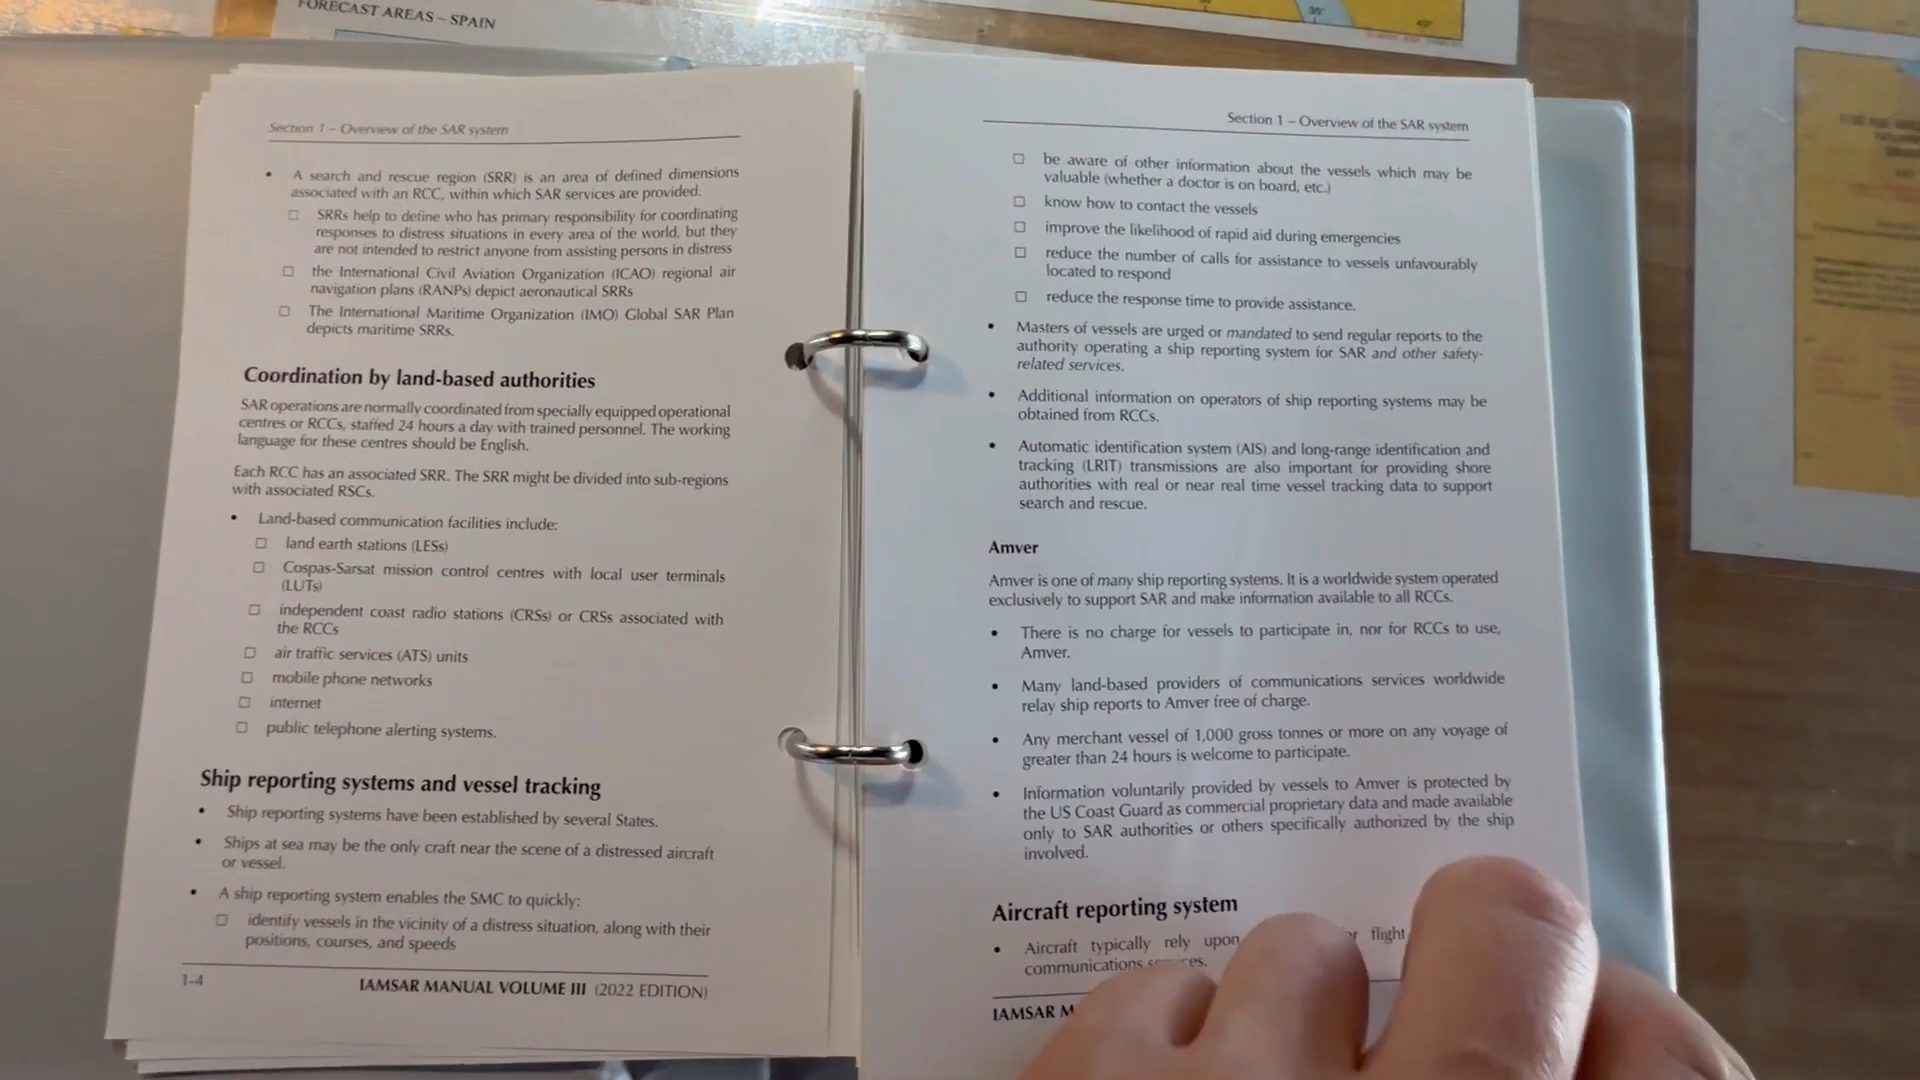 FORECAST AREAS ~ SPAIN
Section 1 – Overview of the SAR system
• A search and rescue region (SRR) is an area of defined dimensions
associated with an RCC, within which SAR services are provided.
□ SRRs help to define who has primary responsibility for coordinating
responses to distress situations in every area of the world, but they
are not intended to restrict anyone from assisting persons in distress
□ the International Civil Aviation Organization (ICAO) regional air
navigation plans (RANPs) depict aeronautical SRRs
□ The International Maritime Organization (IMO) Global SAR Plan
depicts maritime SRRs.
Coordination by land-based authorities
SAR operations are normally coordinated from specially equipped operational
centres or RCCs, staffed 24 hours a day with trained personnel. The working
language for these centres should be English.
Each RCC has an associated SRR. The SRR might be divided into sub-regions
with associated RSCs.
• Land-based communication facilities include:
□ land earth stations (LESs)
□ Cospas-Sarsat mission control centres with local user terminals
(LUTs)
□ independent coast radio stations (CRSs) or CRSs associated with
the RCCs
□ air traffic services (ATS) units
□ mobile phone networks
□ internet
□ public telephone alerting systems.
Ship reporting systems and vessel tracking
• Ship reporting systems have been established by several States.
• Ships at sea may be the only craft near the scene of a distressed aircraft
or vessel.
• A ship reporting system enables the SMC to quickly:
□ identify vessels in the vicinity of a distress situation, along with their
positions, courses, and speeds
1–4 IAMSAR MANUAL VOLUME III (2022 EDITION)
Section 1 – Overview of the SAR system
□ be aware of other information about the vessels which may be
valuable (whether a doctor is on board, etc.)
□ know how to contact the vessels
□ improve the likelihood of rapid aid during emergencies
□ reduce the number of calls for assistance to vessels unfavourably
located to respond
□ reduce the response time to provide assistance.
• Masters of vessels are urged or mandated to send regular reports to the
authority operating a ship reporting system for SAR and other safety-
related services.
• Additional information on operators of ship reporting systems may be
obtained from RCCs.
• Automatic identification system (AIS) and long-range identification and
tracking (LRIT) transmissions are also important for providing shore
authorities with real or near real time vessel tracking data to support
search and rescue.
Amver
Amver is one of many ship reporting systems. It is a worldwide system operated
exclusively to support SAR and make information available to all RCCs.
• There is no charge for vessels to participate in, nor for RCCs to use,
Amver.
• Many land-based providers of communications services worldwide
relay ship reports to Amver free of charge.
• Any merchant vessel of 1,000 gross tonnes or more on any voyage of
greater than 24 hours is welcome to participate.
• Information voluntarily provided by vessels to Amver is protected by
the US Coast Guard as commercial proprietary data and made available
only to SAR authorities or others specifically authorized by the ship
involved.
Aircraft reporting system
• Aircraft typically rely upon flight
communications
IAMSAR